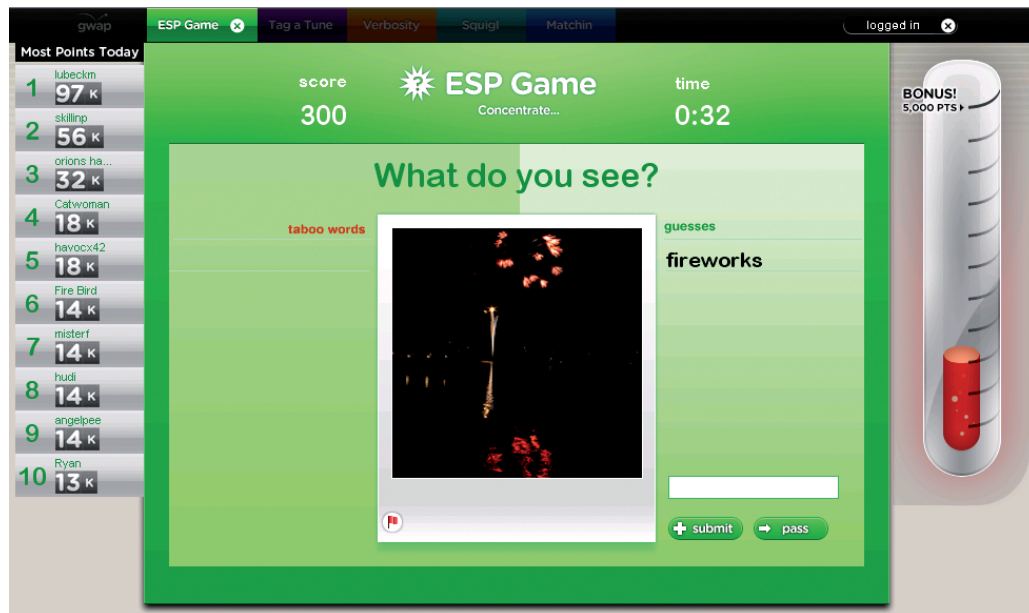 gwap
ESP Game
Tag a Tune
Verbosity
Squigl
Matchin
logged in
Most Points Today
1 lubeckm 97 K
2 skillinp 56 K
3 orions ha... 32 K
4 Catwoman 18 K
5 havocx42 18 K
6 Fire Bird 14 K
7 misterf 14 K
8 hudi 14 K
9 angelpee 14 K
10 Ryan 13 K
score
300
? ESP Game
Concentrate...
time
0:32
What do you see?
taboo words
guesses
fireworks
submit
pass
BONUS!
5,000 PTS